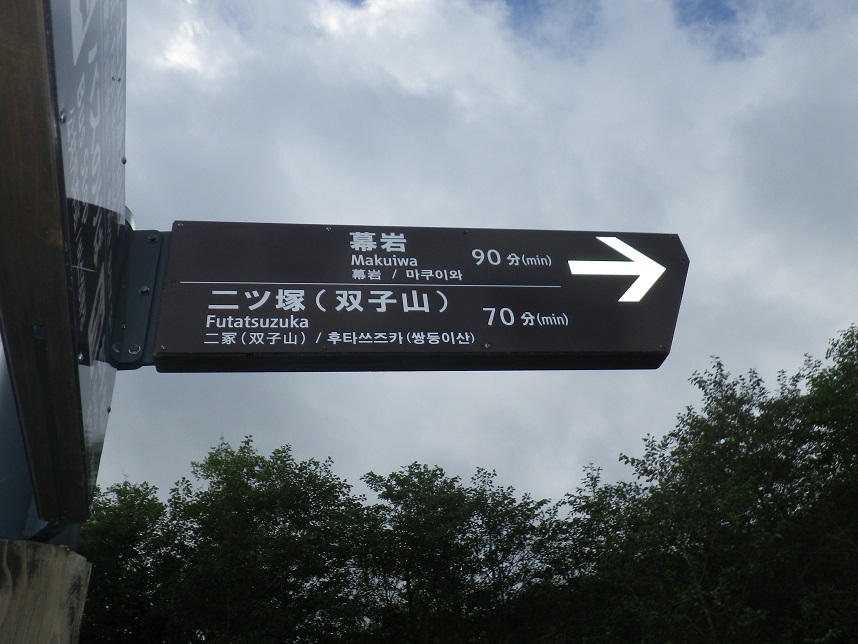 幕岩
Makuiwa
幕岩 / 마쿠이와
90 分(min)
二ツ塚（双子山）
Futatsuzuka
二冢（双子山）/ 후타쓰즈카(쌍둥이산)
70 分(min)